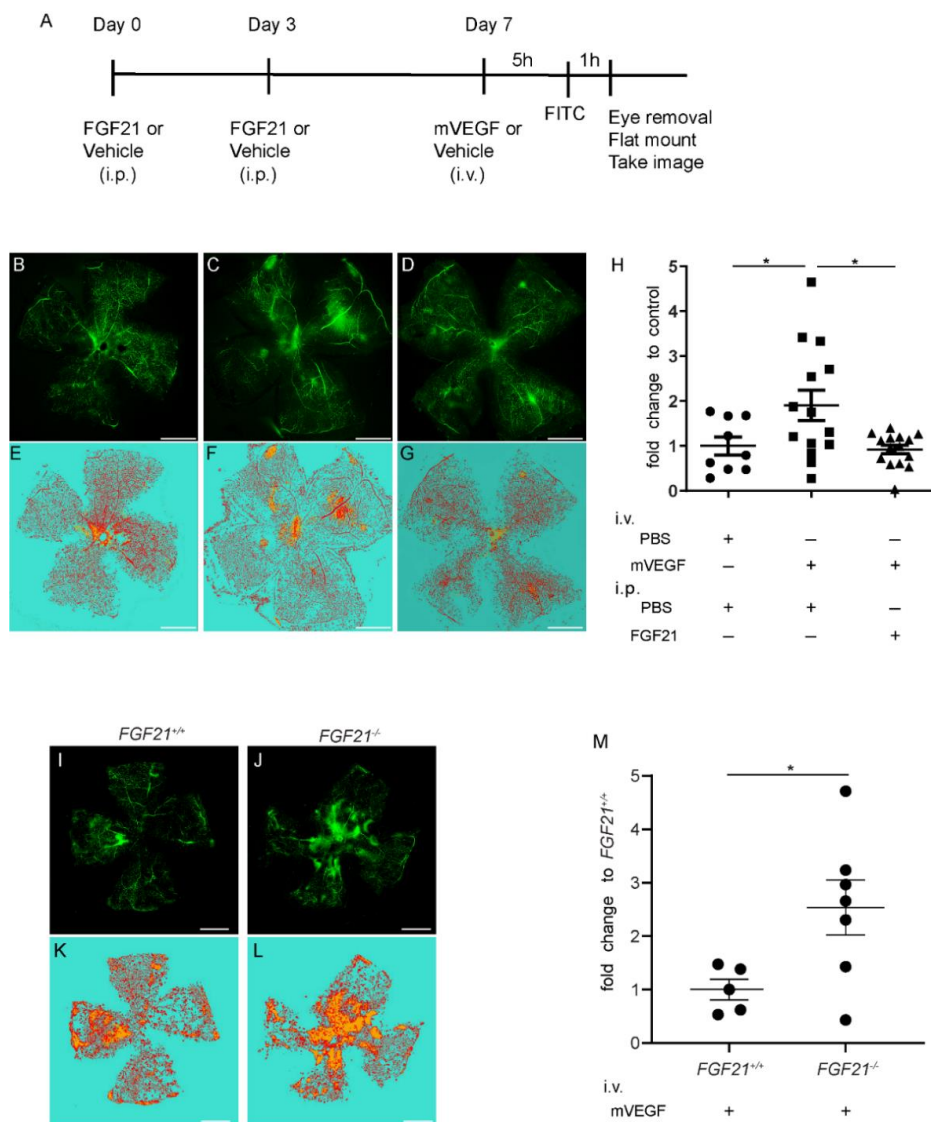 A
Day 0
Day 3
Day 7
5h
1h
FITC
FGF21 or
Vehicle
(i.p.)
FGF21 or
Vehicle
(i.p.)
mVEGF or
Vehicle
(i.v.)
Eye removal
Flat mount
Take image
B
C
D
E
F
G
H
fold change to control
5
4
3
2
1
0
*
*
i.v.
PBS + – –
mVEGF – + +
i.p.
PBS + + –
FGF21 – – +
FGF21+/+
FGF21-/-
I
J
K
L
M
fold change to FGF21+/+
5
4
3
2
1
0
*
FGF21+/+
FGF21-/-
i.v.
mVEGF + +